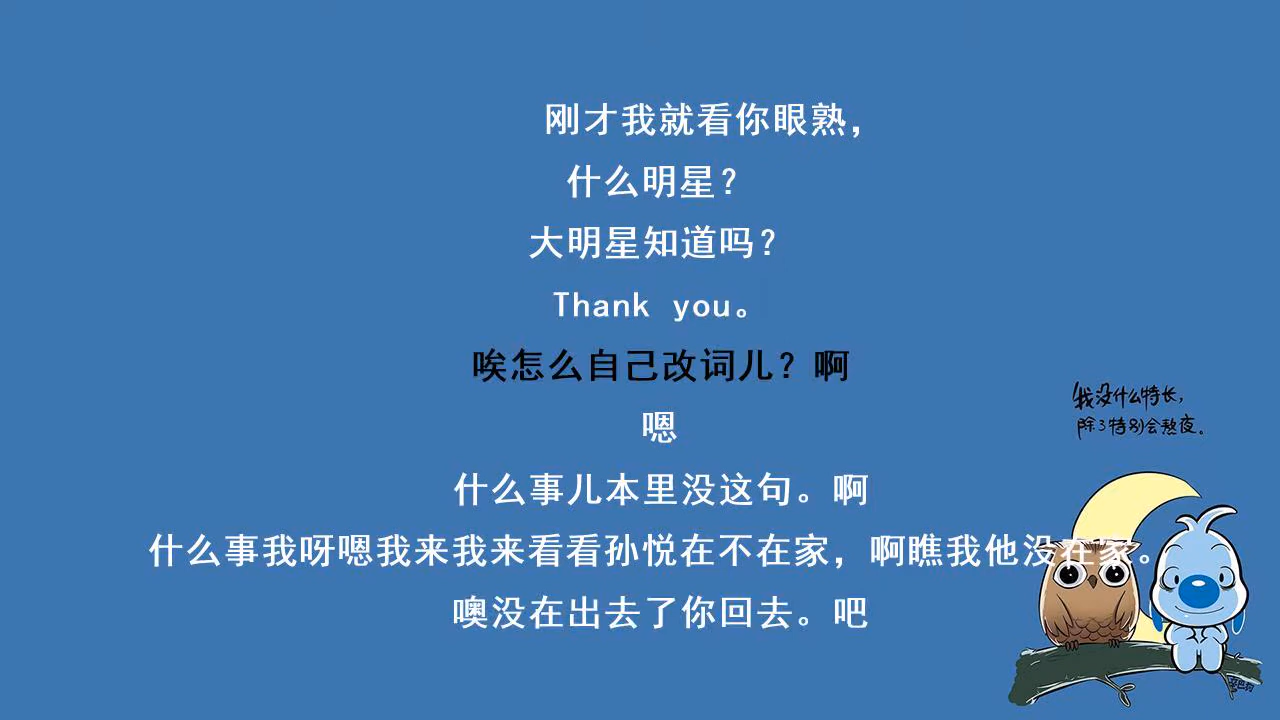 刚才我就看你眼熟，
什么明星？
大明星知道吗？
Thank you。
唉怎么自己改词儿？啊
嗯
什么事儿本里没这句。啊
什么事我呀嗯我来我来看看孙悦在不在家，啊瞧我他没在家。
噢没在出去了你回去。吧
我没什么特长，
除了特别会熬夜。